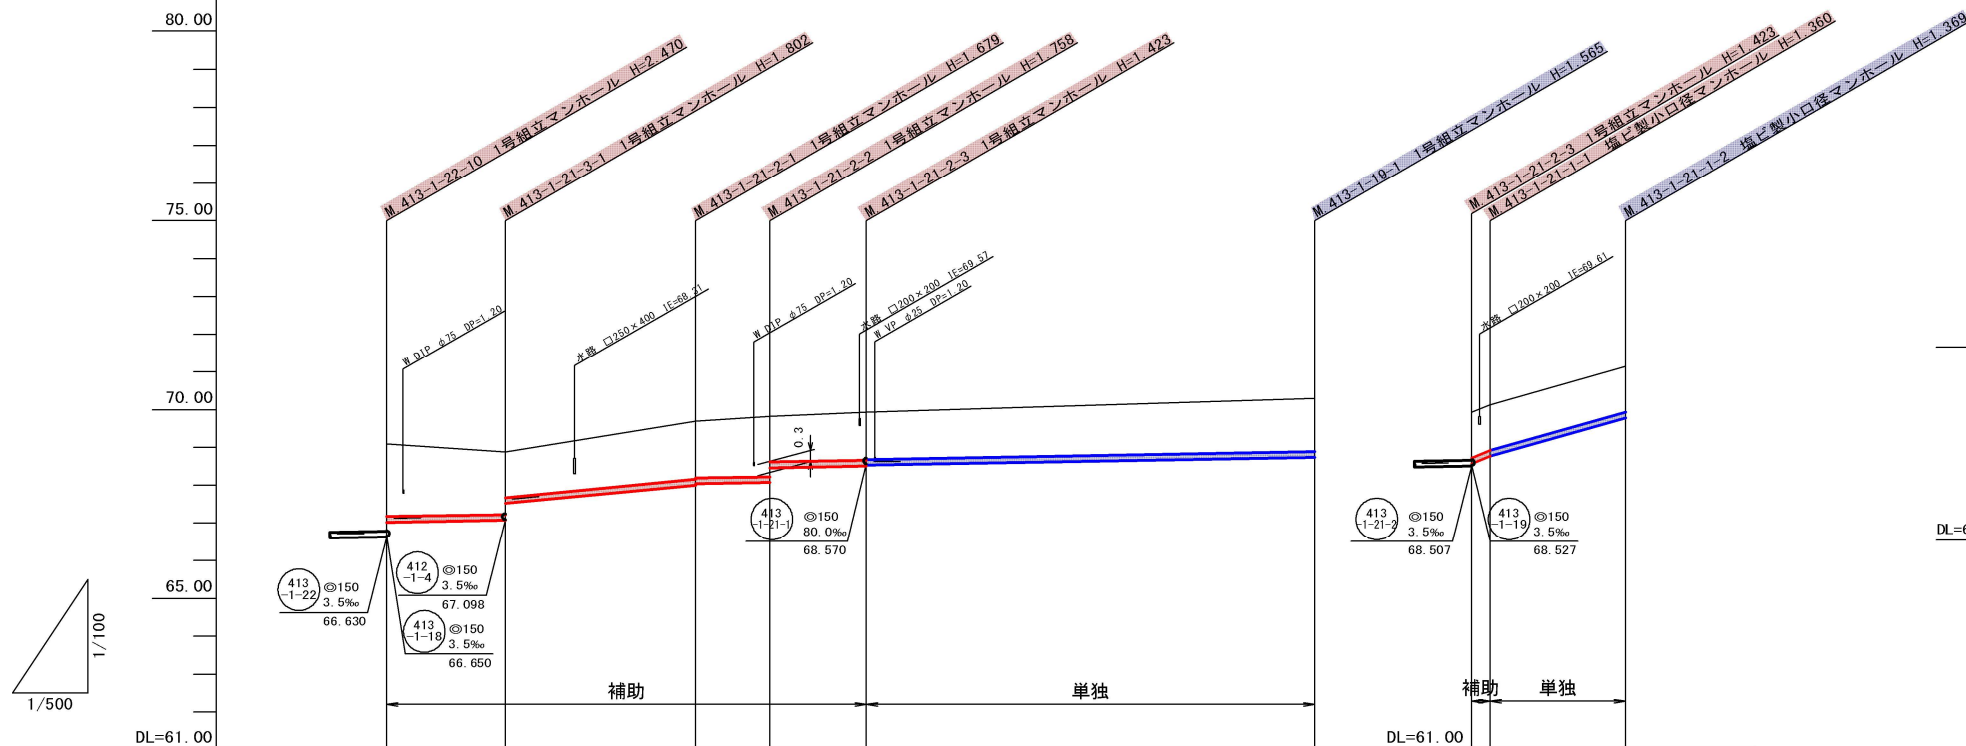 80.00
75.00
70.00
65.00
DL=61.00
1/100
1/500
M.413-1-22-10 1号組立マンホール H=2.470
M.413-1-21-3-1 1号組立マンホール H=1.802
M.413-1-21-2-1 1号組立マンホール H=1.679
M.413-1-21-2-2 1号組立マンホール H=1.758
M.413-1-21-2-3 1号組立マンホール H=1.423
M.413-1-19-1 1号組立マンホール H=1.565
M.413-1-21-2-3 1号組立マンホール H=1.423
M.413-1-21-1-1 塩ビ製小口径マンホール H=1.360
M.413-1-21-1-2 塩ビ製小口径マンホール H=1.369
W DIP φ75 DP=1.20
水路 □250×400 IE=68.31
W DIP φ75 DP=1.20
水路 □200×200 IE=69.57
W VP φ25 DP=1.20
水路 □200×200 IE=69.61
0.3
413
-1-22
◎150
3.5‰
66.630
412
-1-4
◎150
3.5‰
67.098
413
-1-18
◎150
3.5‰
66.650
413
-1-21-1
◎150
80.0‰
68.570
413
-1-21-2
◎150
3.5‰
68.507
413
-1-19
◎150
3.5‰
68.527
補助
単独
補助
単独
DL=61.00
DL=6